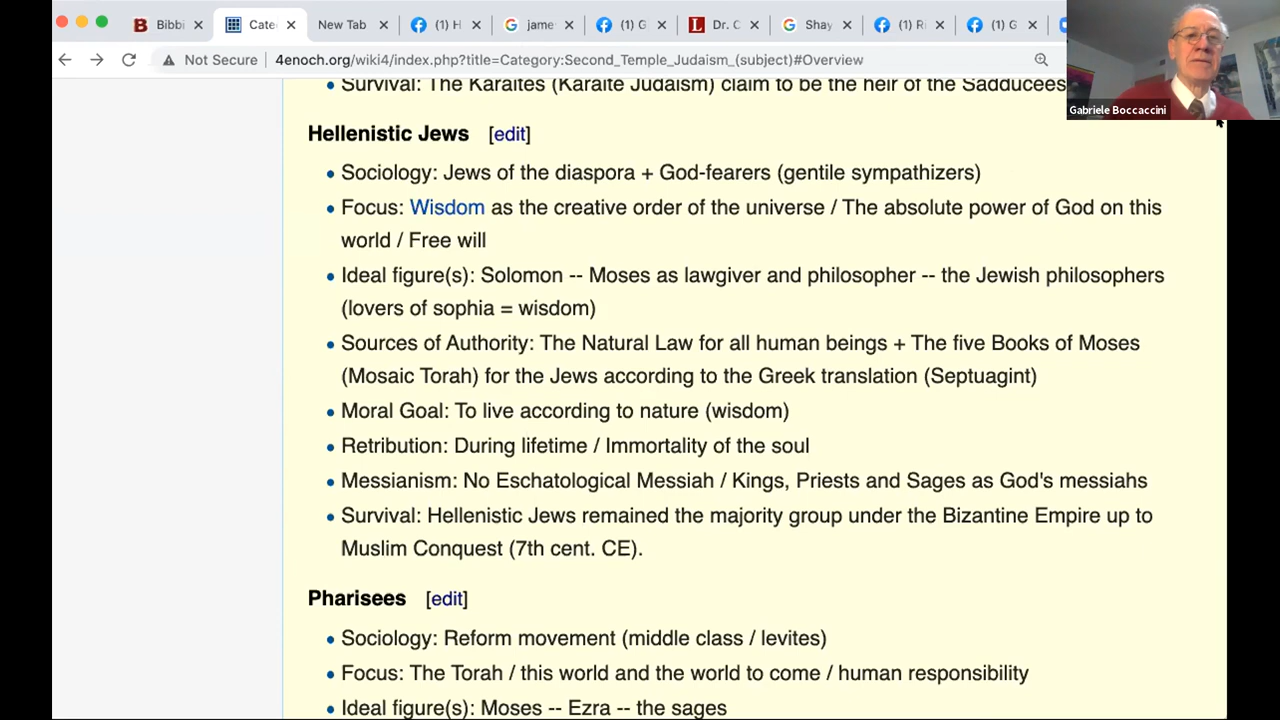 Bibbi
Cate
New Tab
(1) H
jame
(1) G
Dr. C
Shay
(1) Ri
(1) G
Not Secure
4enoch.org/wiki4/index.php?title=Category:Second_Temple_Judaism_(subject)#Overview
Gabriele Boccaccini
• Survival: The Karaites (Karaite Judaism) claim to be the heir of the Sadducees
Hellenistic Jews [edit]
• Sociology: Jews of the diaspora + God-fearers (gentile sympathizers)
• Focus: Wisdom as the creative order of the universe / The absolute power of God on this
world / Free will
• Ideal figure(s): Solomon -- Moses as lawgiver and philosopher -- the Jewish philosophers
(lovers of sophia = wisdom)
• Sources of Authority: The Natural Law for all human beings + The five Books of Moses
(Mosaic Torah) for the Jews according to the Greek translation (Septuagint)
• Moral Goal: To live according to nature (wisdom)
• Retribution: During lifetime / Immortality of the soul
• Messianism: No Eschatological Messiah / Kings, Priests and Sages as God's messiahs
• Survival: Hellenistic Jews remained the majority group under the Bizantine Empire up to
Muslim Conquest (7th cent. CE).
Pharisees [edit]
• Sociology: Reform movement (middle class / levites)
• Focus: The Torah / this world and the world to come / human responsibility
• Ideal figure(s): Moses -- Ezra -- the sages